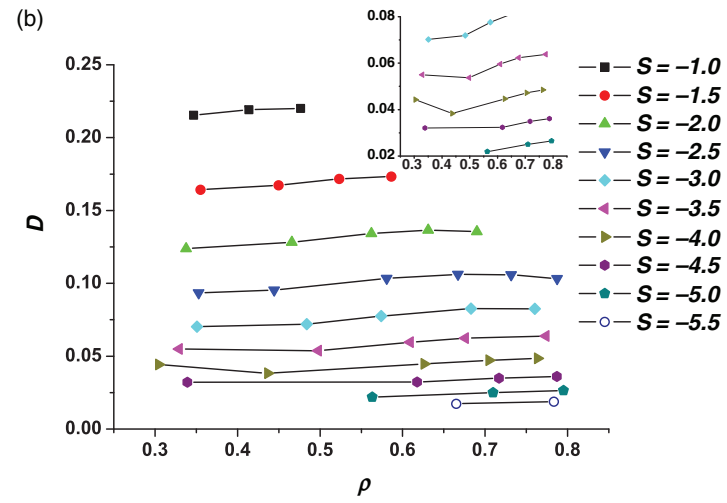 (b)
0.25
0.20
0.15
0.10
0.05
0.00
D
0.3 0.4 0.5 0.6 0.7 0.8
ρ
0.08
0.06
0.04
0.02
0.3 0.4 0.5 0.6 0.7 0.8
S = –1.0
S = –1.5
S = –2.0
S = –2.5
S = –3.0
S = –3.5
S = –4.0
S = –4.5
S = –5.0
S = –5.5